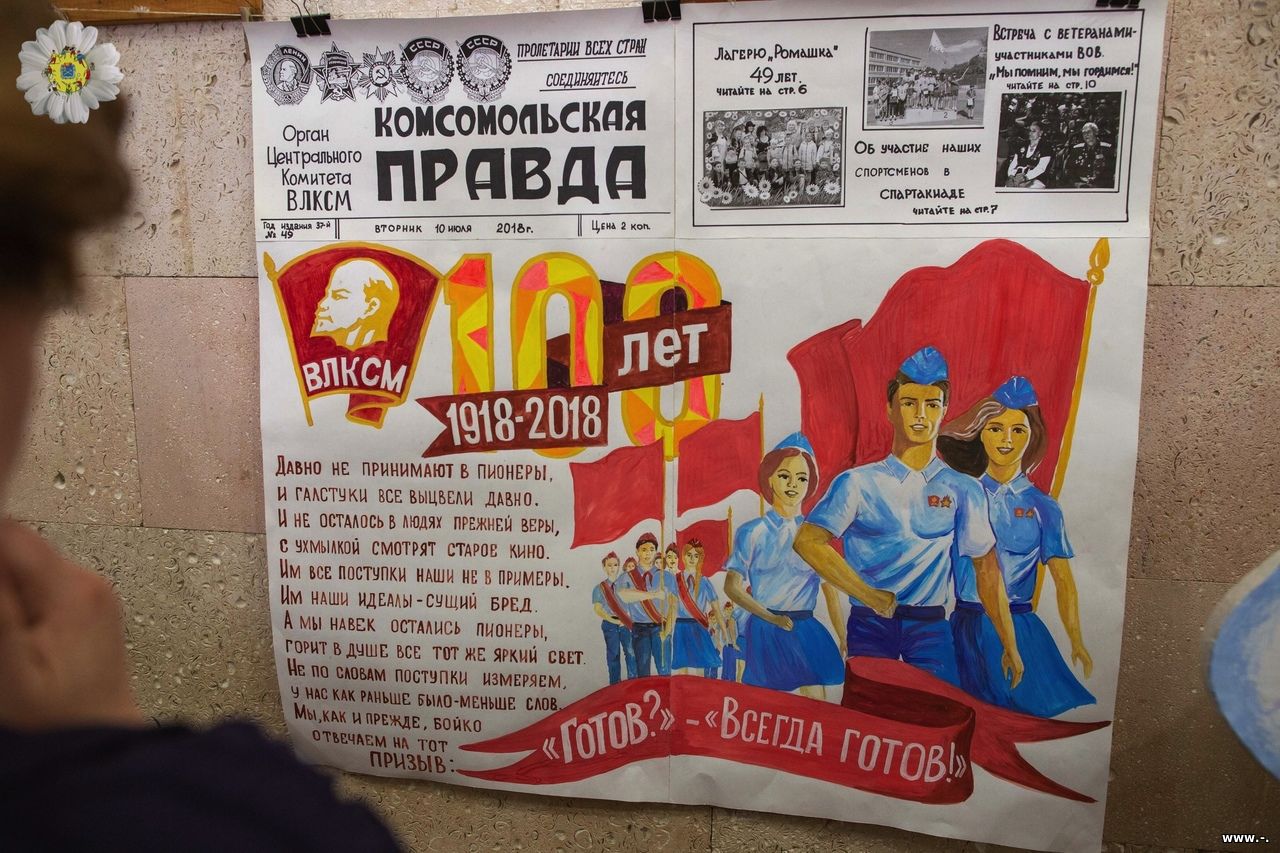 ЛЕНИН
СССР
СССР
ПРОЛЕТАРИИ ВСЕХ СТРАН
СОЕДИНЯЙТЕСЬ
КОМСОМОЛЬСКАЯ
ПРАВДА
Орган
Центрального
Комитета
ВЛКСМ
Год издания 37-й
№ 49
ВТОРНИК 10 ИЮЛЯ 2018г.
Цена 2 коп.
Лагерю „Ромашка"
49 ЛЕТ.
читайте на стр. 6
Об участие наших
спортсменов в
Спартакиаде
читайте на стр. 7
Встреча с ветеранами-
участниками ВОВ.
„Мы помним, мы гордимся!"
читайте на стр. 10
ВЛКСМ
100
лет
1918-2018
Давно не принимают в пионеры,
и галстуки все выцвели давно.
И не осталось в людях прежней веры,
с ухмылкой смотрят старое кино.
Им все поступки наши не в примеры.
Им наши идеалы-сущий бред.
А мы навек остались пионеры,
горит в душе все тот же яркий свет.
Не по словам поступки измеряем,
у нас как раньше было-меньше слов.
Мы, как и прежде, бойко
отвечаем на тот
призыв:
«Готов?» - «Всегда готов!»
www.-.